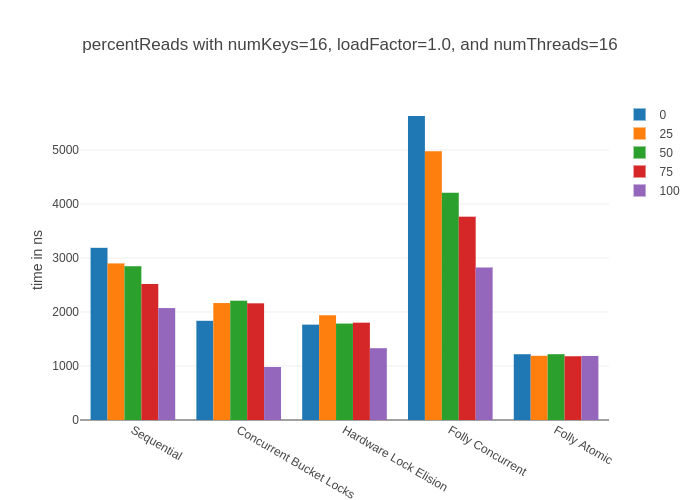 percentReads with numKeys=16, loadFactor=1.0, and numThreads=16
0
25
50
75
100
time in ns
5000
4000
3000
2000
1000
0
Sequential
Concurrent Bucket Locks
Hardware Lock Elision
Folly Concurrent
Folly Atomic